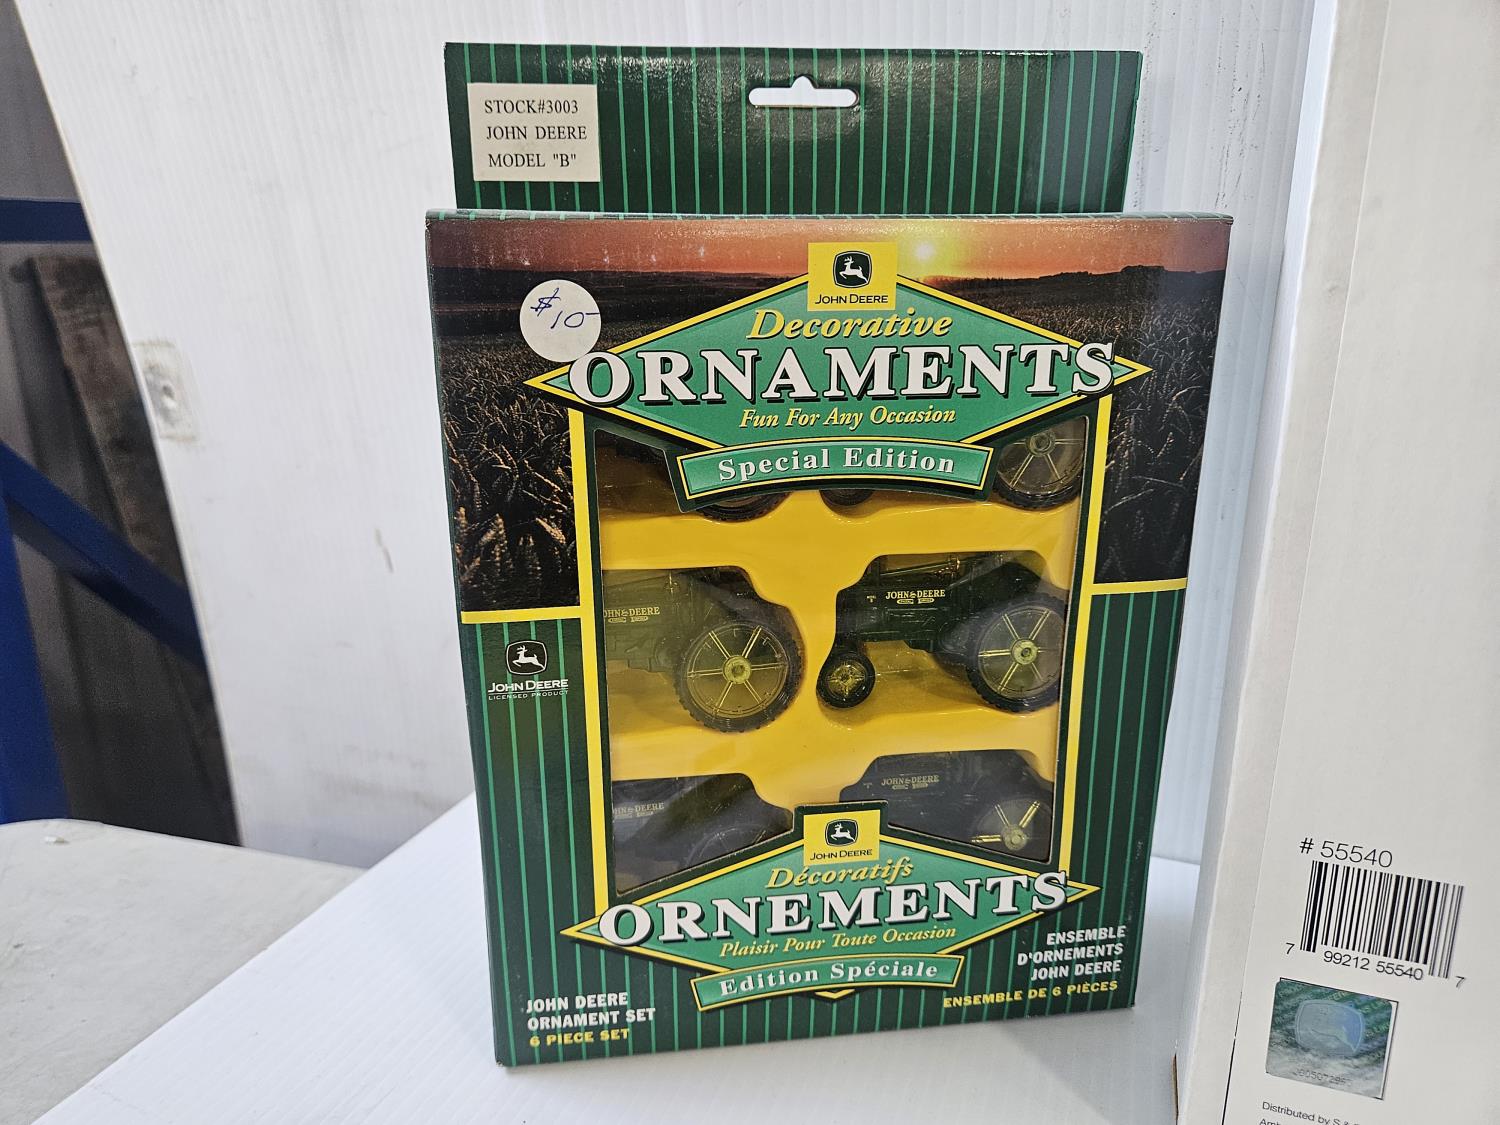 STOCK#3003
JOHN DEERE
MODEL "B"
$10-
JOHN DEERE
Decorative
ORNAMENTS
Fun For Any Occasion
Special Edition
JOHN DEERE
JOHN DEERE
JOHN DEERE
LICENSED PRODUCT
JOHN DEERE
JOHN DEERE
Décoratifs
ORNEMENTS
Plaisir Pour Toute Occasion
Edition Spéciale
JOHN DEERE
ORNAMENT SET
6 PIECE SET
ENSEMBLE
D'ORNEMENTS
JOHN DEERE
ENSEMBLE DE 6 PIÈCES
# 55540
7 99212 55540 7
Distributed by S &